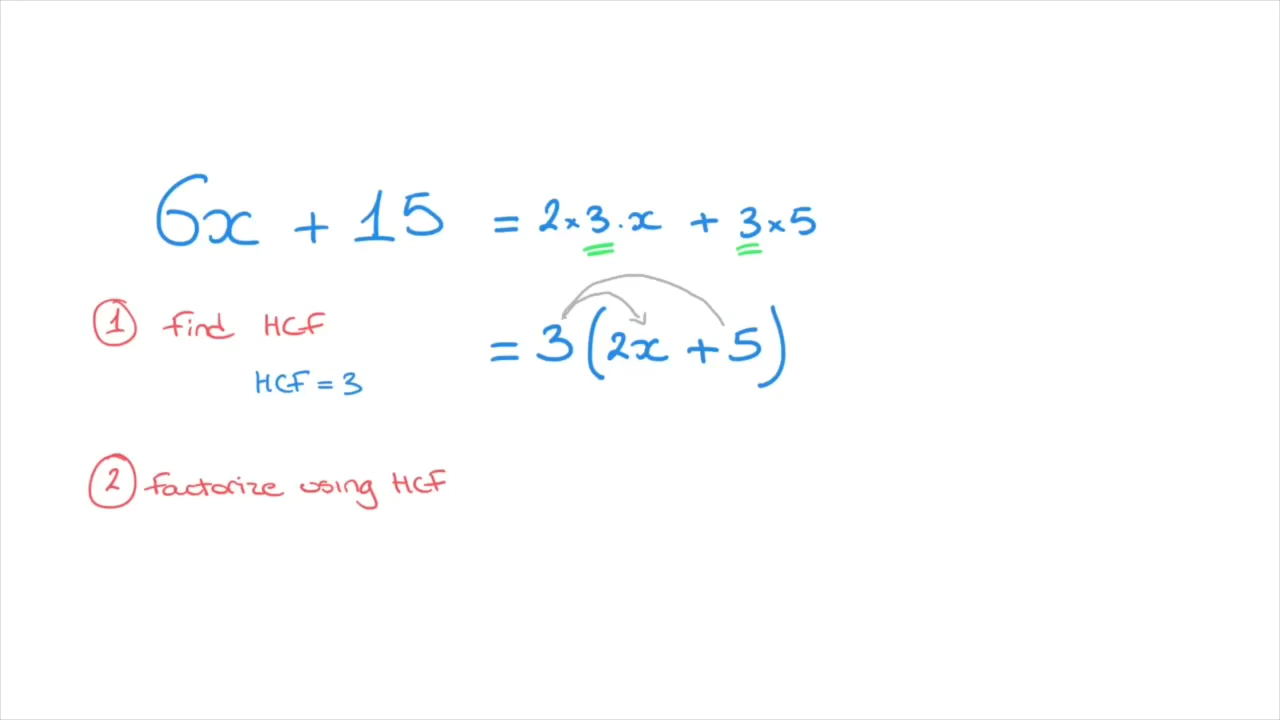 6x + 15 = 2×3·x + 3×5
① find HCF
= 3(2x + 5)
HCF = 3
② factorize using HCF